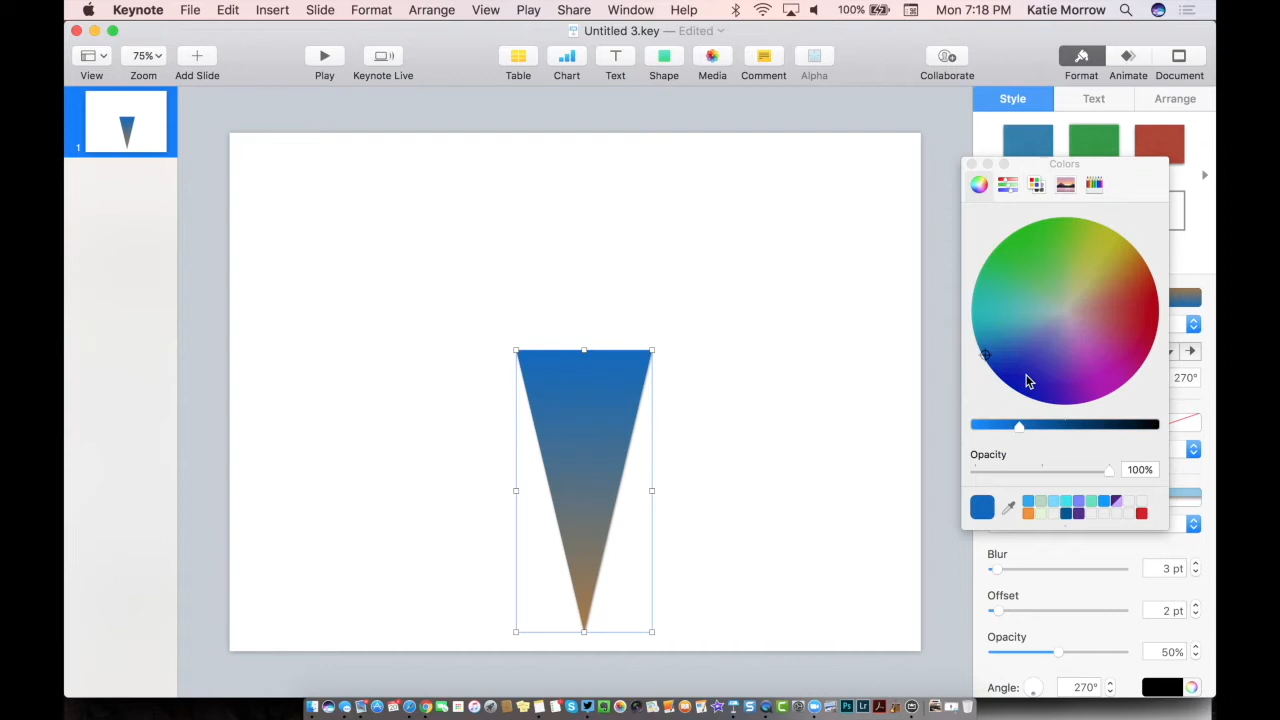 Keynote File Edit Insert Slide Format Arrange View Play Share Window Help 100% Mon 7:18 PM Katie Morrow
Untitled 3.key — Edited
75%
View Zoom Add Slide Play Keynote Live Table Chart Text Shape Media Comment Alpha Collaborate Format Animate Document
Style Text Arrange
1
Colors
270°
Opacity
100%
Blur
3 pt
Offset
2 pt
Opacity
50%
Angle: 270°